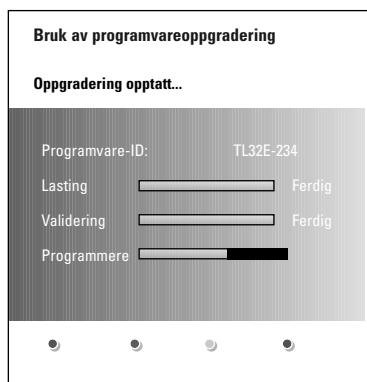 Bruk av programvareoppgradering
Oppgradering opptatt...
Programvare-ID: TL32E-234
Lasting Ferdig
Validering Ferdig
Programmere